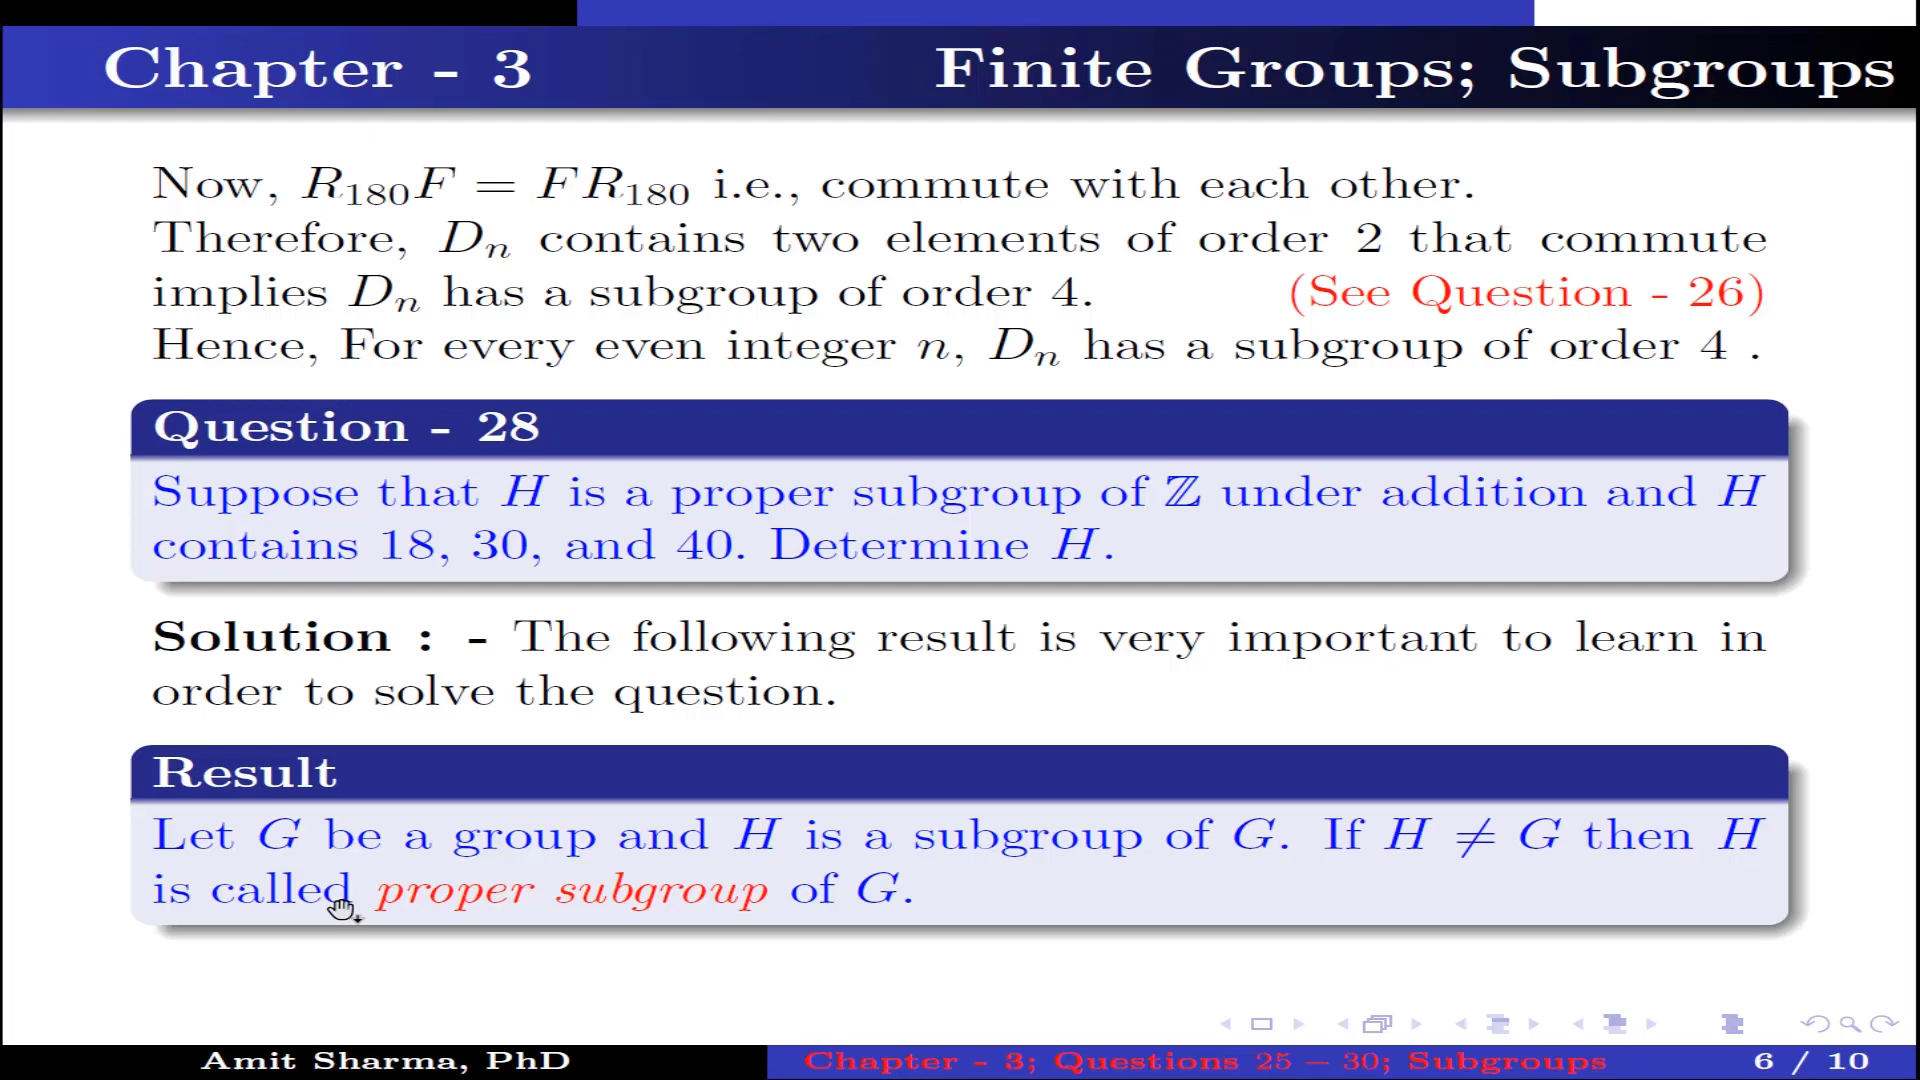 Chapter - 3
Finite Groups; Subgroups
Now, R₁₈₀F = FR₁₈₀ i.e., commute with each other.
Therefore, Dₙ contains two elements of order 2 that commute
implies Dₙ has a subgroup of order 4. (See Question - 26)
Hence, For every even integer n, Dₙ has a subgroup of order 4 .
Question - 28
Suppose that H is a proper subgroup of ℤ under addition and H
contains 18, 30, and 40. Determine H.
Solution : - The following result is very important to learn in
order to solve the question.
Result
Let G be a group and H is a subgroup of G. If H ≠ G then H
is called proper subgroup of G.
Amit Sharma, PhD
Chapter - 3; Questions 25 – 30; Subgroups
6 / 10